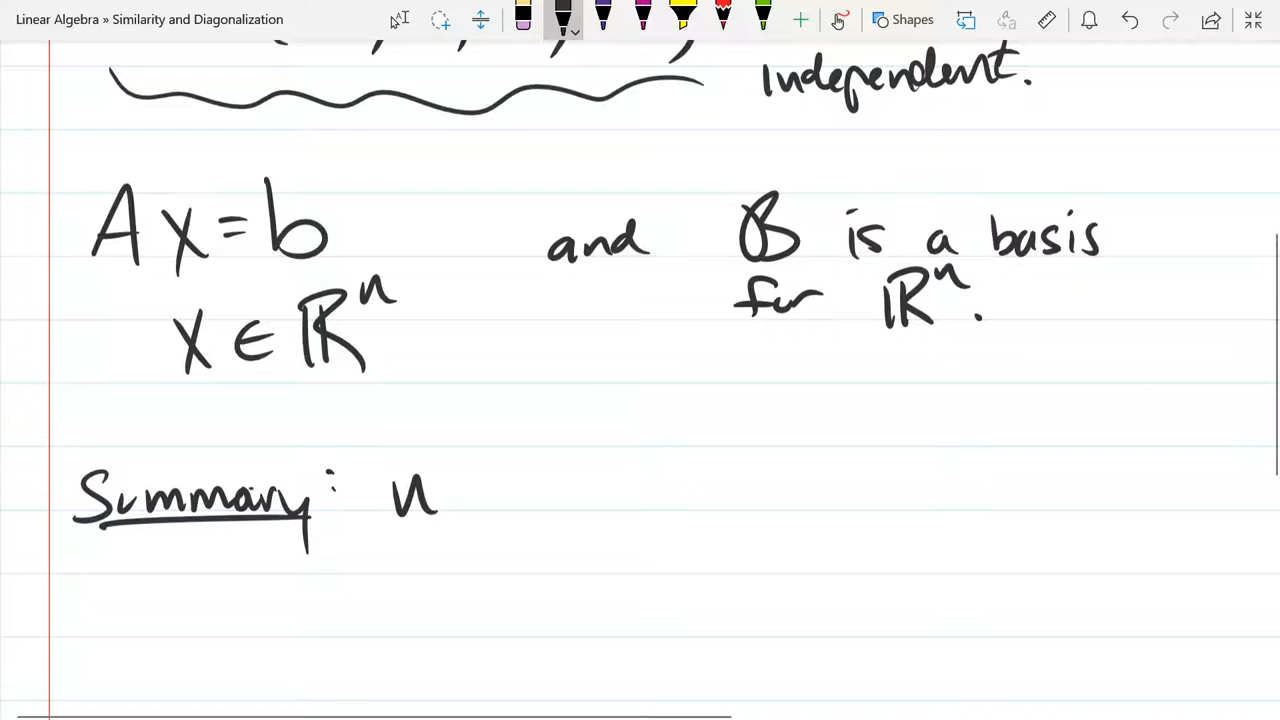 Linear Algebra » Similarity and Diagonalization
Shapes
independent.
Ax=b and B is a basis
x∈ℝⁿ for ℝⁿ.
Summary: n